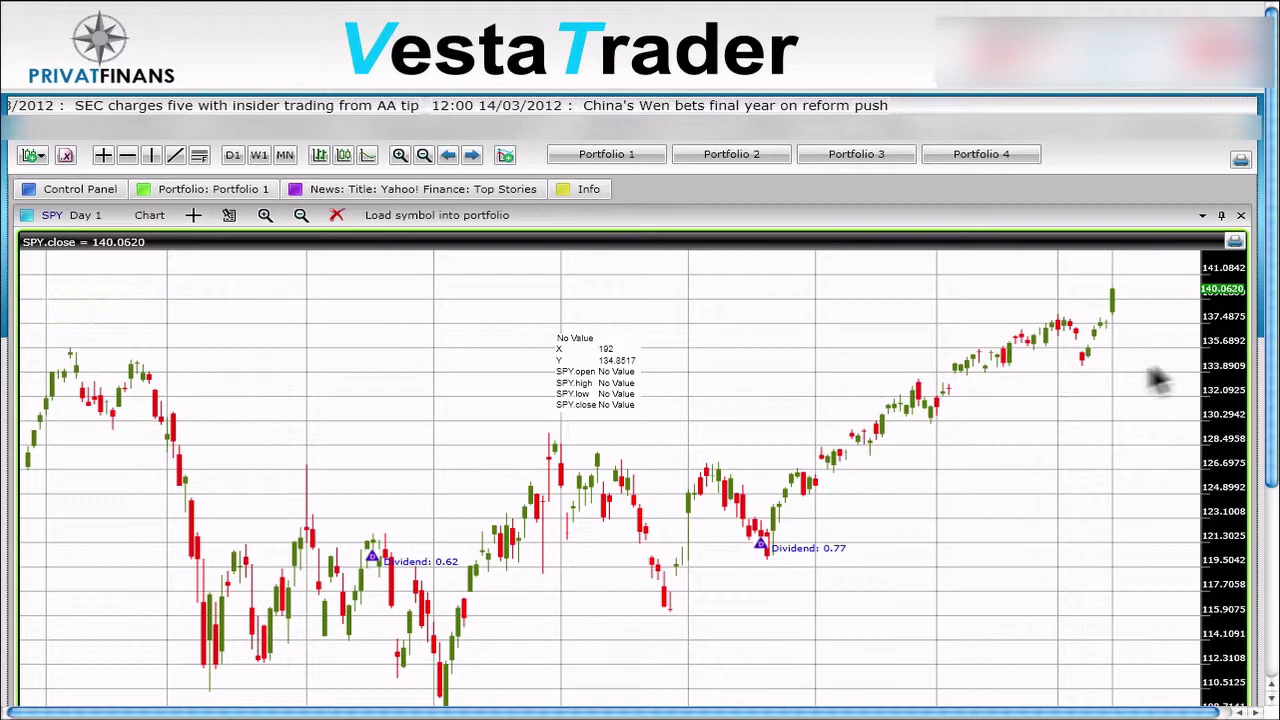 PRIVATFINANS
VestaTrader
3/2012 : SEC charges five with insider trading from AA tip 12:00 14/03/2012 : China's Wen bets final year on reform push
D1 W1 MN Portfolio 1 Portfolio 2 Portfolio 3 Portfolio 4
Control Panel Portfolio: Portfolio 1 News: Title: Yahoo! Finance: Top Stories Info
SPY Day 1 Chart Load symbol into portfolio
SPY.close = 140.0620
141.0842
140.0620
137.4875
No Value
135.6892
X 192
Y 134.8517
133.8909
SPY.open No Value
SPY.high No Value
132.0925
SPY.low No Value
SPY.close No Value
130.2942
128.4958
126.6975
124.8992
123.1008
121.3025
Dividend: 0.77
119.5042
Dividend: 0.62
117.7058
115.9075
114.1091
112.3108
110.5125